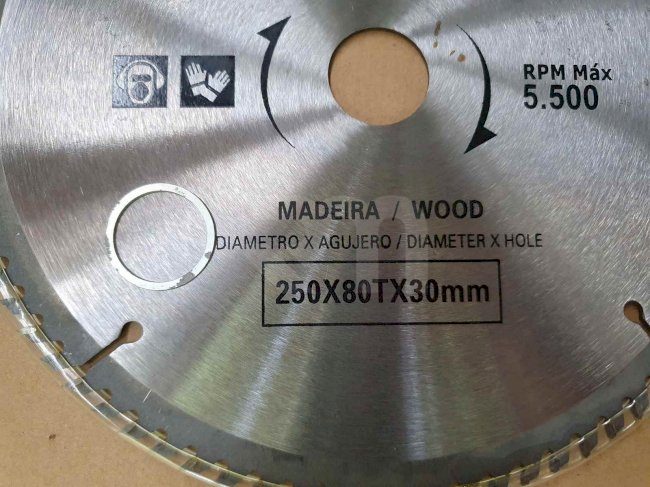 RPM Máx
5.500
MADEIRA / WOOD
DIAMETRO X AGUJERO / DIAMETER X HOLE
250X80TX30mm